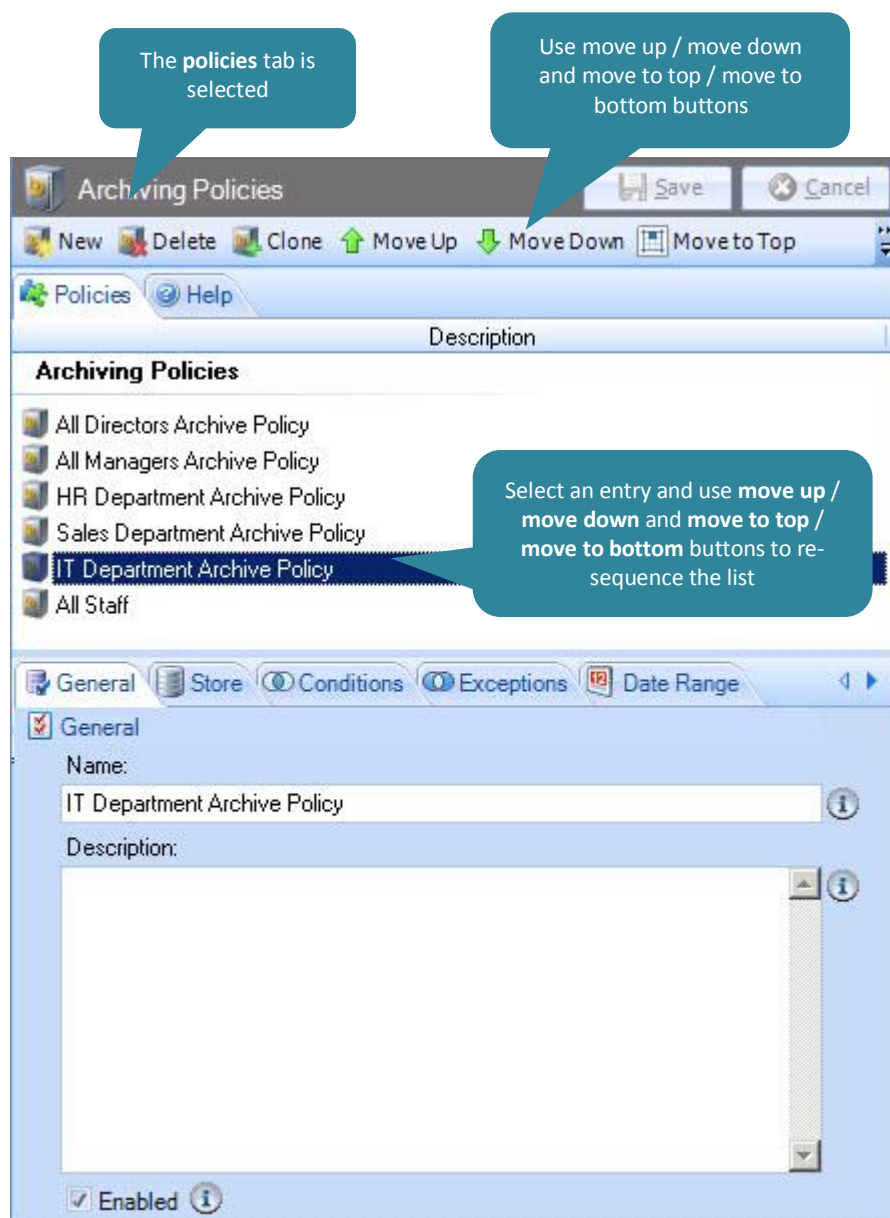 The policies tab is
selected
Use move up / move down
and move to top / move to
bottom buttons
Archiving Policies
Save
Cancel
New Delete Clone Move Up Move Down Move to Top
Policies Help
Description
Archiving Policies
All Directors Archive Policy
All Managers Archive Policy
HR Department Archive Policy
Sales Department Archive Policy
IT Department Archive Policy
All Staff
Select an entry and use move up /
move down and move to top /
move to bottom buttons to re-
sequence the list
General Store Conditions Exceptions Date Range
General
Name:
IT Department Archive Policy
Description:
Enabled